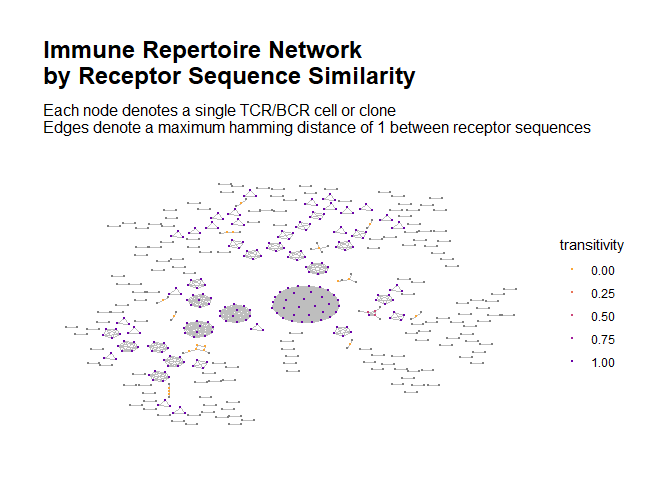 Immune Repertoire Network
by Receptor Sequence Similarity
Each node denotes a single TCR/BCR cell or clone
Edges denote a maximum hamming distance of 1 between receptor sequences
transitivity
0.00
0.25
0.50
0.75
1.00